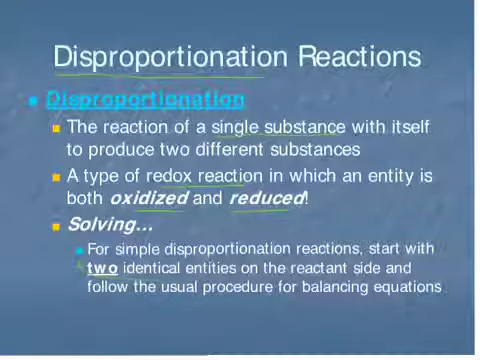 Disproportionation Reactions
Disproportionation
The reaction of a single substance with itself
to produce two different substances
A type of redox reaction in which an entity is
both oxidized and reduced!
Solving...
For simple disproportionation reactions, start with
two identical entities on the reactant side and
follow the usual procedure for balancing equations